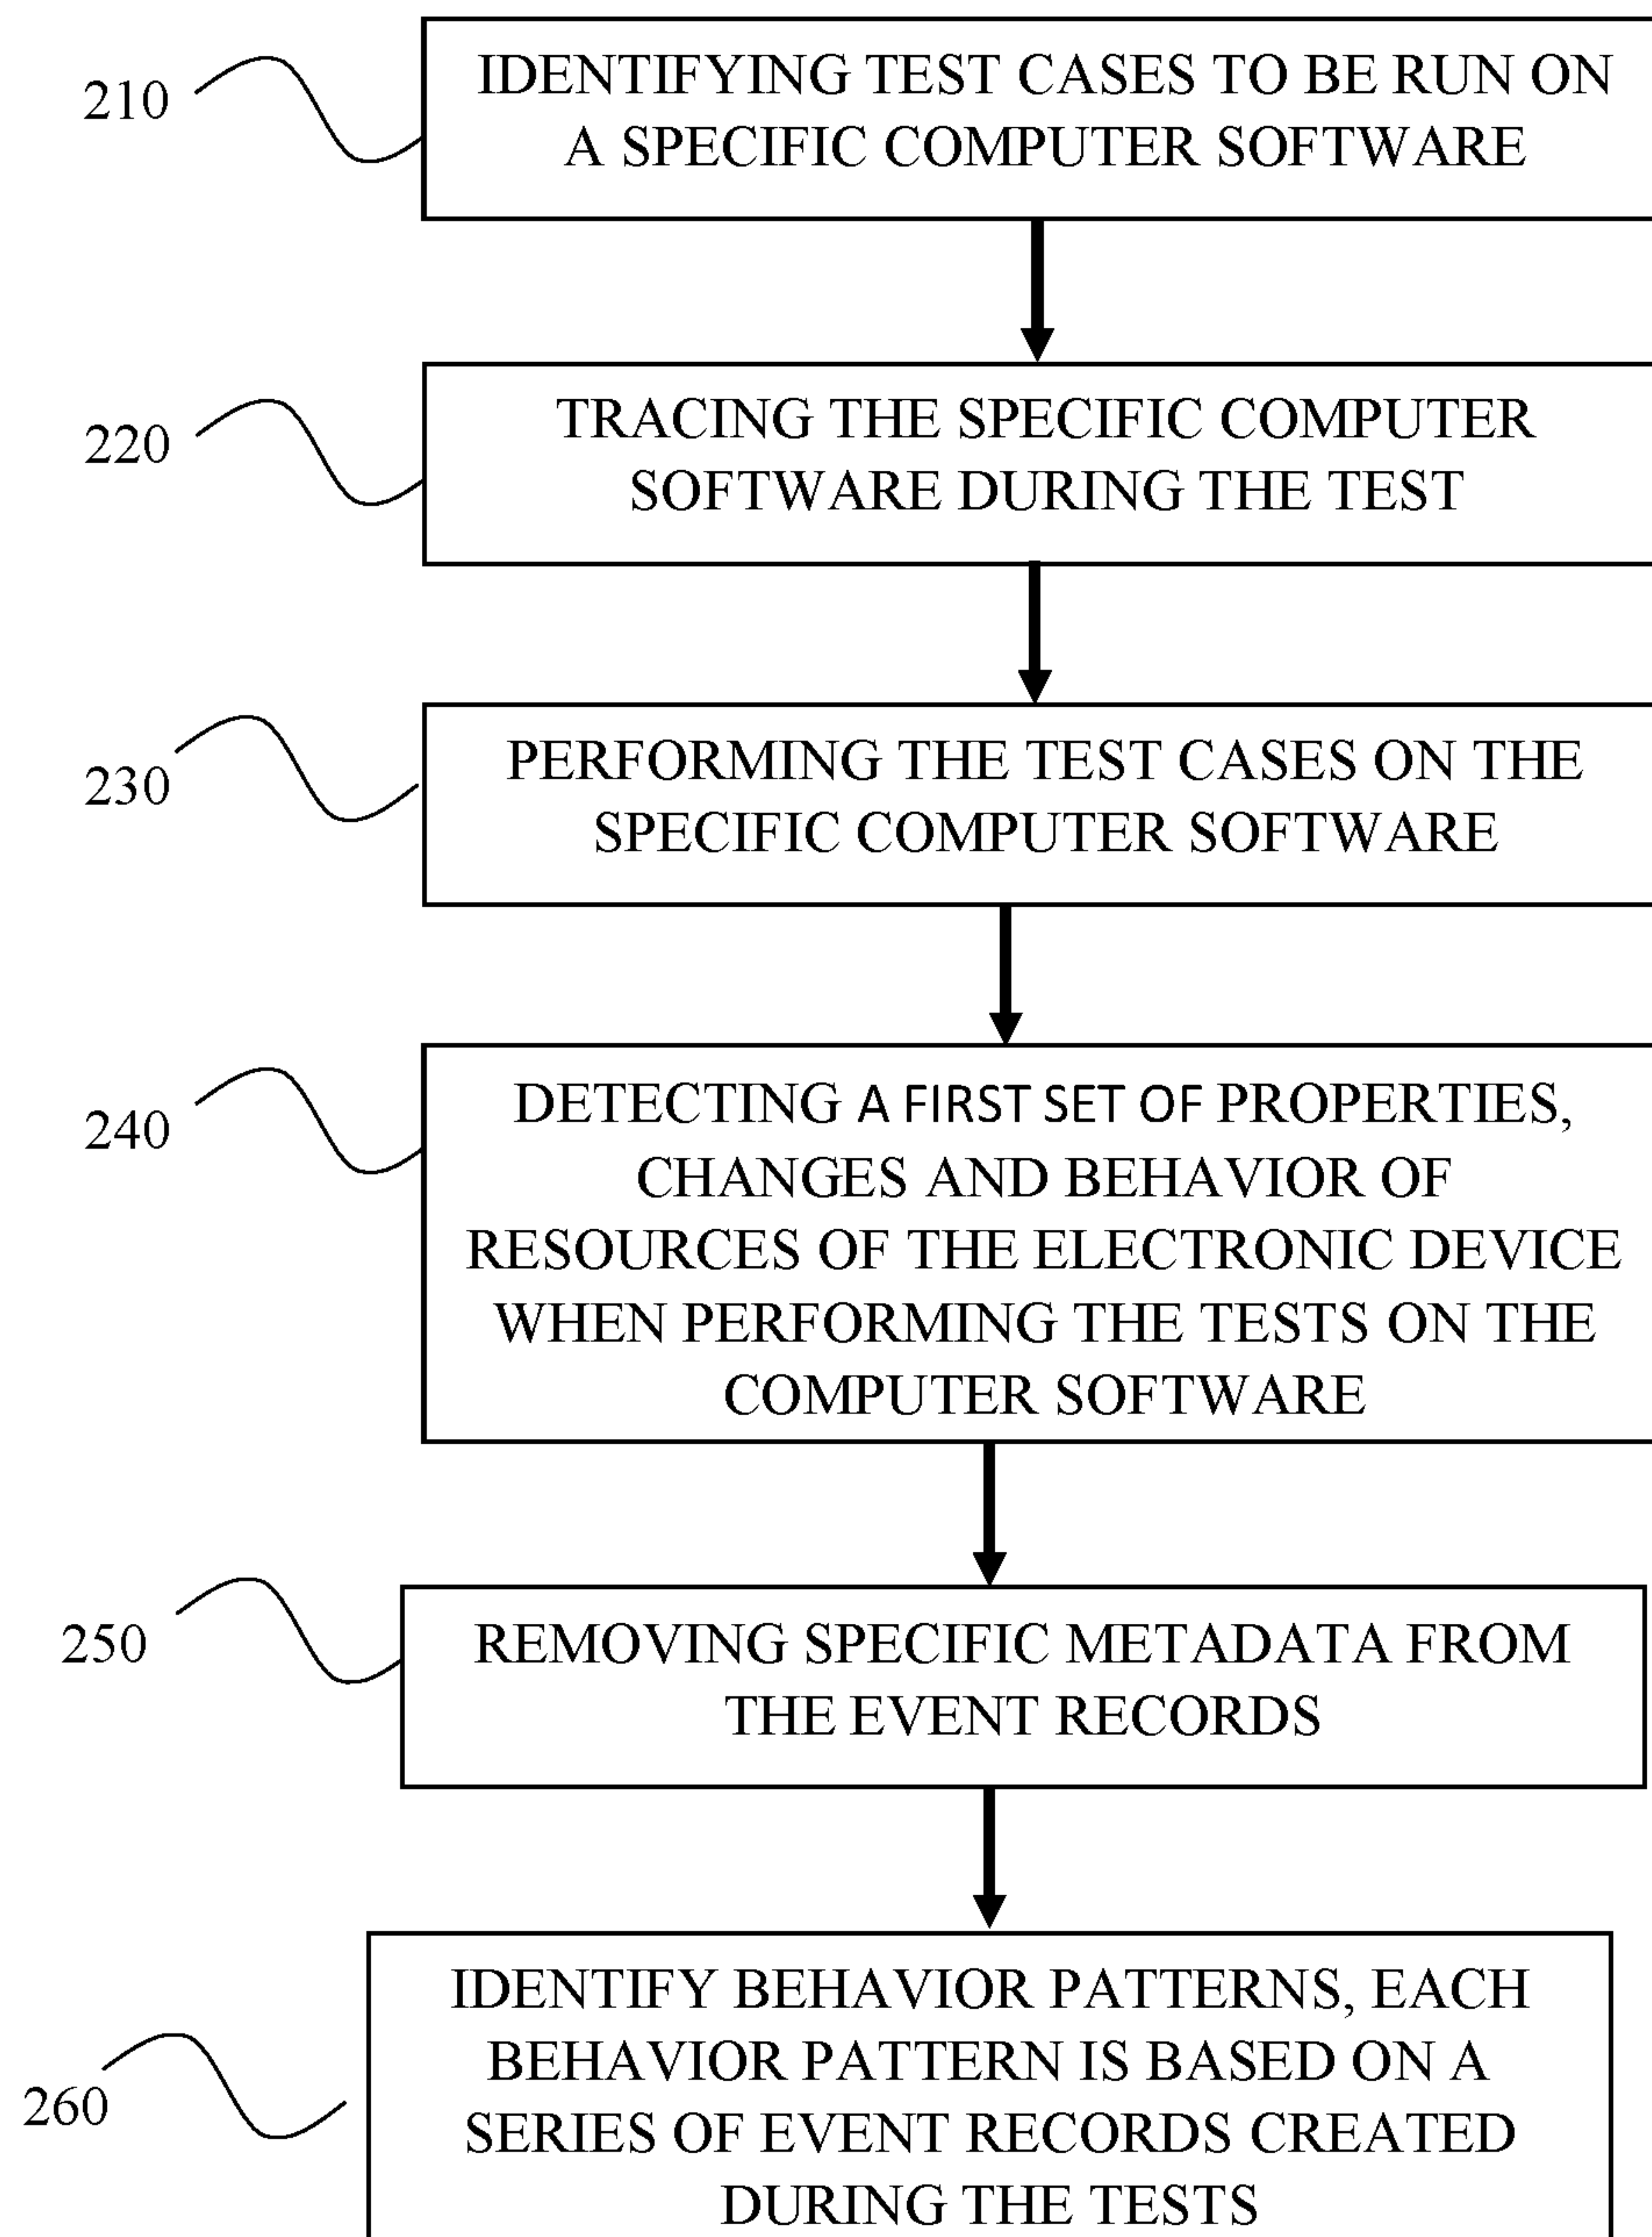 210
IDENTIFYING TEST CASES TO BE RUN ON
A SPECIFIC COMPUTER SOFTWARE
220
TRACING THE SPECIFIC COMPUTER
SOFTWARE DURING THE TEST
230
PERFORMING THE TEST CASES ON THE
SPECIFIC COMPUTER SOFTWARE
240
DETECTING A FIRST SET OF PROPERTIES,
CHANGES AND BEHAVIOR OF
RESOURCES OF THE ELECTRONIC DEVICE
WHEN PERFORMING THE TESTS ON THE
COMPUTER SOFTWARE
250
REMOVING SPECIFIC METADATA FROM
THE EVENT RECORDS
260
IDENTIFY BEHAVIOR PATTERNS, EACH
BEHAVIOR PATTERN IS BASED ON A
SERIES OF EVENT RECORDS CREATED
DURING THE TESTS